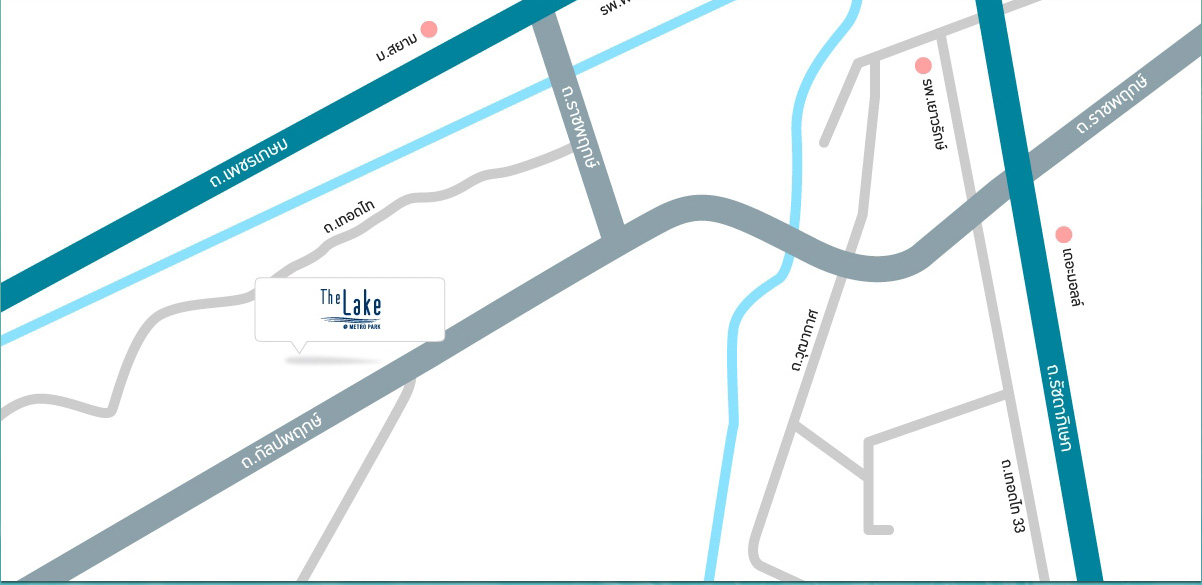 ม.สยาม
ถ.เพชรเกษม
ถ.ราชพฤกษ์
รพ.เยาวรักษ์
ถ.ราชพฤกษ์
ถ.เทอดไท
The Lake
@ METRO PARK
เดอะมอลล์
ถ.วุฒากาศ
ถ.รัชดาภิเษก
ถ.กัลปพฤกษ์
ถ.เทอดไท 33